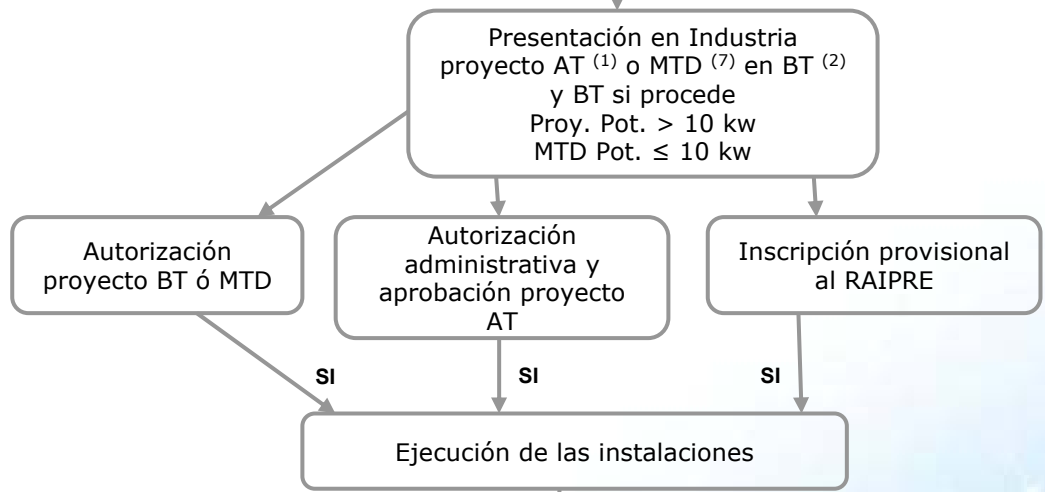 Presentación en Industria
proyecto AT (1) o MTD (7) en BT (2)
y BT si procede
Proy. Pot. > 10 kw
MTD Pot. ≤ 10 kw
Autorización
proyecto BT ó MTD
Autorización
administrativa y
aprobación proyecto
AT
Inscripción provisional
al RAIPRE
SI
SI
SI
Ejecución de las instalaciones